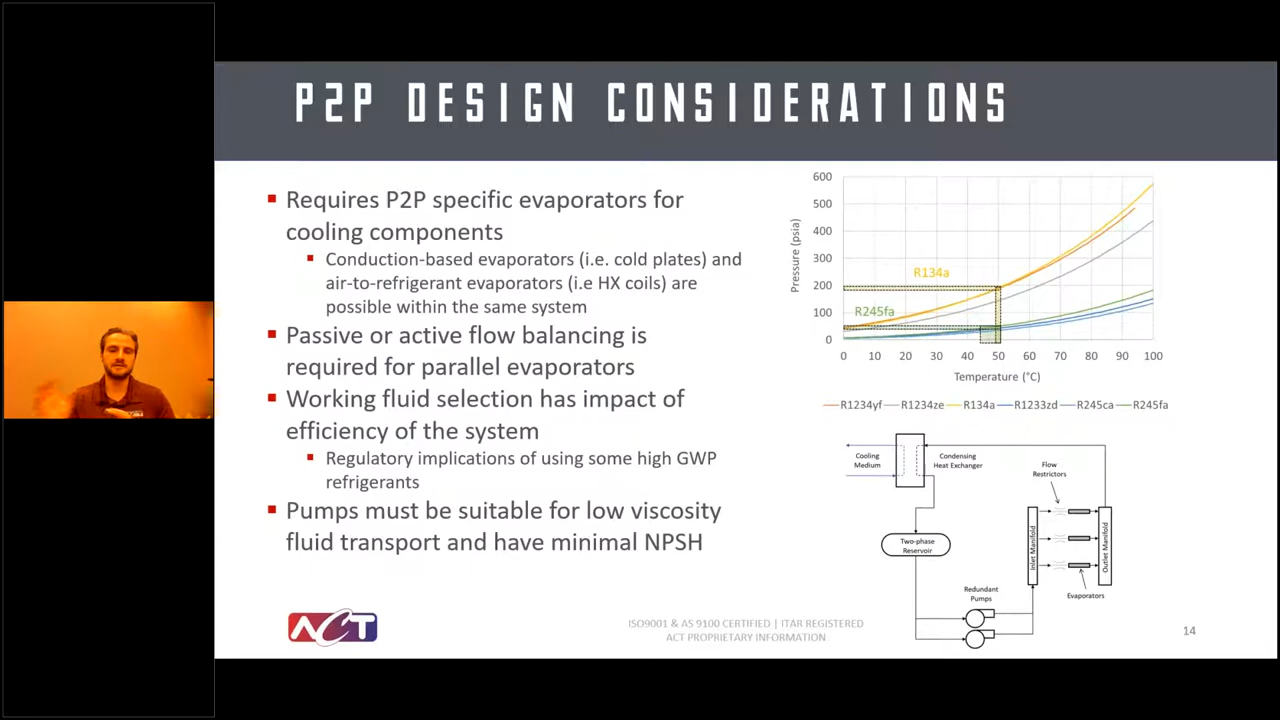 P2P DESIGN CONSIDERATIONS
Requires P2P specific evaporators for
cooling components
Conduction-based evaporators (i.e. cold plates) and
air-to-refrigerant evaporators (i.e HX coils) are
possible within the same system
Passive or active flow balancing is
required for parallel evaporators
Working fluid selection has impact of
efficiency of the system
Regulatory implications of using some high GWP
refrigerants
Pumps must be suitable for low viscosity
fluid transport and have minimal NPSH
600
500
400
300
200
100
0
Pressure (psia)
R134a
R245fa
0 10 20 30 40 50 60 70 80 90 100
Temperature (°C)
R1234yf R1234ze R134a R1233zd R245ca R245fa
Cooling
Medium
Condensing
Heat Exchanger
Flow
Restrictors
Two-phase
Reservoir
Inlet Manifold
Outlet Manifold
Redundant
Pumps
Evaporators
ACT
ISO9001 & AS 9100 CERTIFIED | ITAR REGISTERED
ACT PROPRIETARY INFORMATION
14